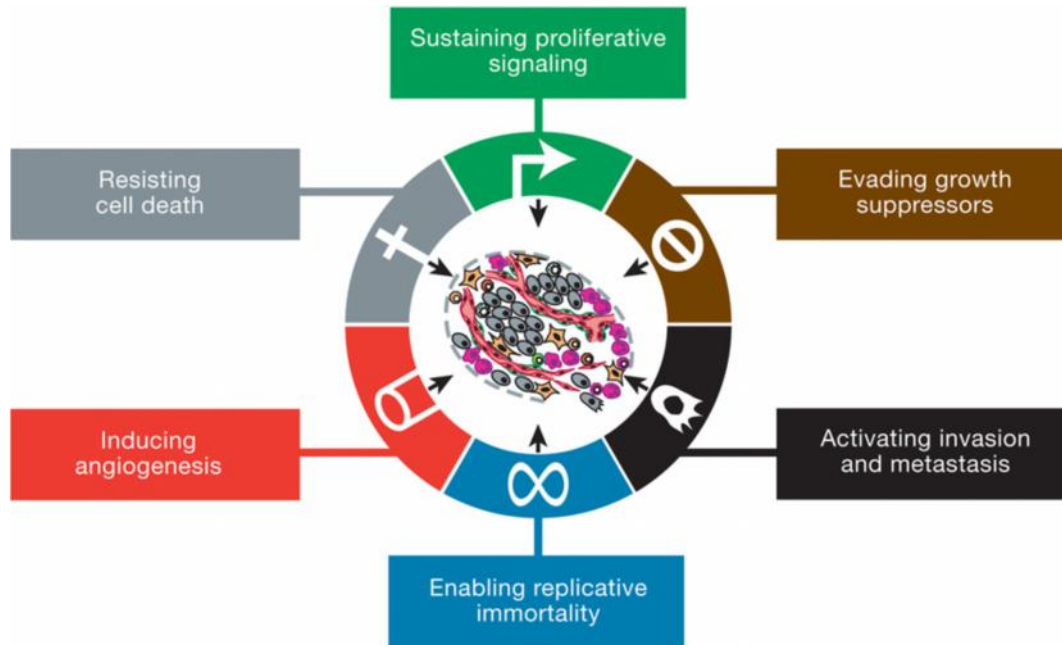 Sustaining proliferative
signaling
Resisting
cell death
Evading growth
suppressors
Inducing
angiogenesis
Activating invasion
and metastasis
Enabling replicative
immortality